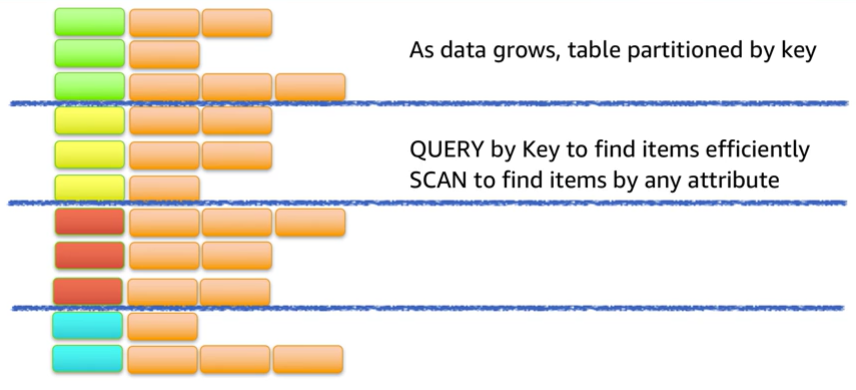 As data grows, table partitioned by key
QUERY by Key to find items efficiently
SCAN to find items by any attribute